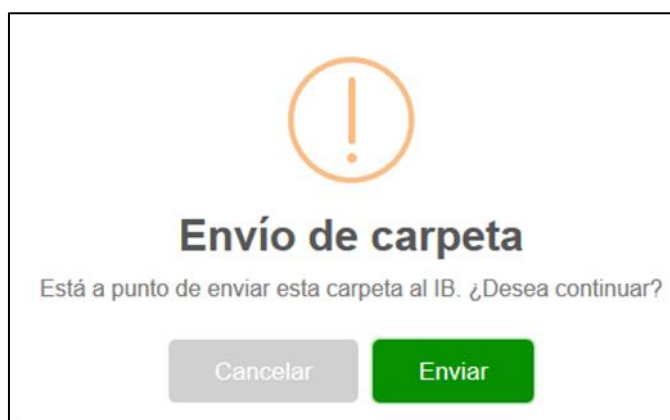 Envío de carpeta
Está a punto de enviar esta carpeta al IB. ¿Desea continuar?
Cancelar
Enviar